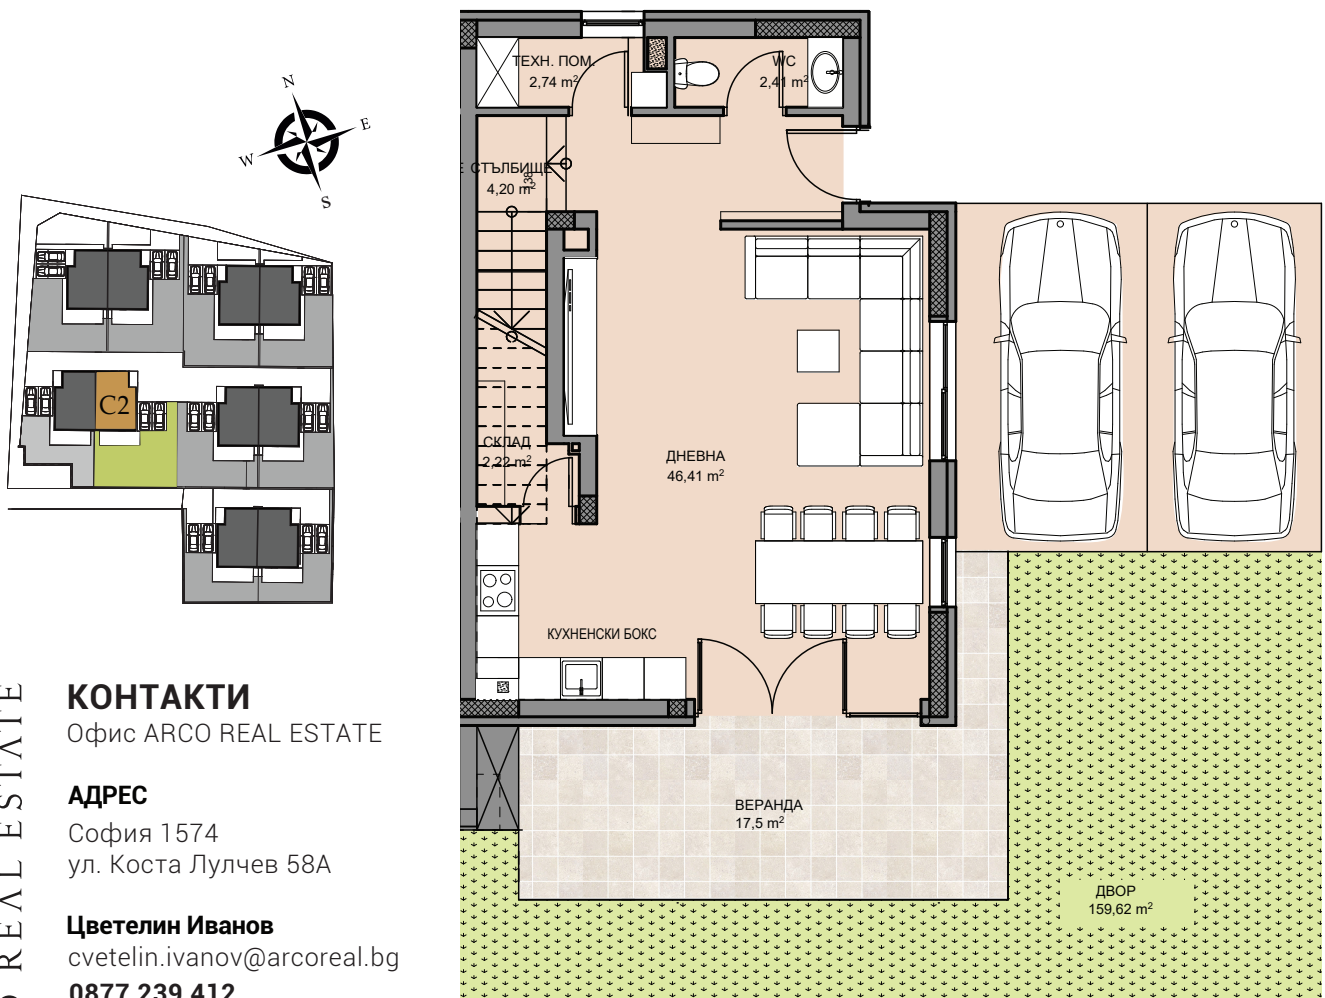 N
E
W
S
C2
ТЕХН. ПОМ.
2,74 m²
WC
2,41 m²
СТЪЛБИЩЕ
4,20 m²
СКЛАД
2,22 m²
ДНЕВНА
46,41 m²
КУХНЕНСКИ БОКС
ВЕРАНДА
17,5 m²
ДВОР
159,62 m²
REAL ESTATE
КОНТАКТИ
Офис ARCO REAL ESTATE
АДРЕС
София 1574
ул. Коста Лулчев 58А
Цветелин Иванов
cvetelin.ivanov@arcoreal.bg
0877 239 412